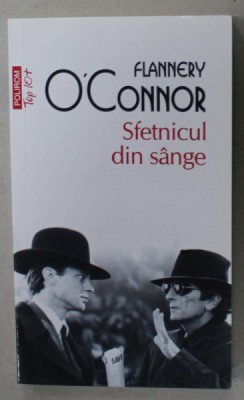 FLANNERY
O'CONNOR
Sfetnicul
din sânge
POLIROM
Top 10+